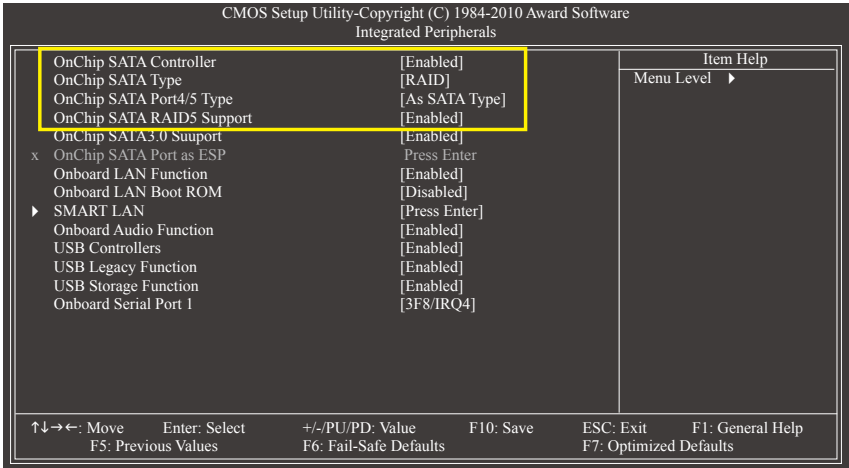 CMOS Setup Utility-Copyright (C) 1984-2010 Award Software
Integrated Peripherals
OnChip SATA Controller [Enabled]
OnChip SATA Type [RAID]
OnChip SATA Port4/5 Type [As SATA Type]
OnChip SATA RAID5 Support [Enabled]
OnChip SATA3.0 Suuport [Enabled]
x OnChip SATA Port as ESP Press Enter
Onboard LAN Function [Enabled]
Onboard LAN Boot ROM [Disabled]
SMART LAN [Press Enter]
Onboard Audio Function [Enabled]
USB Controllers [Enabled]
USB Legacy Function [Enabled]
USB Storage Function [Enabled]
Onboard Serial Port 1 [3F8/IRQ4]
Item Help
Menu Level
↑↓→←: Move Enter: Select +/-/PU/PD: Value F10: Save ESC: Exit F1: General Help
F5: Previous Values F6: Fail-Safe Defaults F7: Optimized Defaults